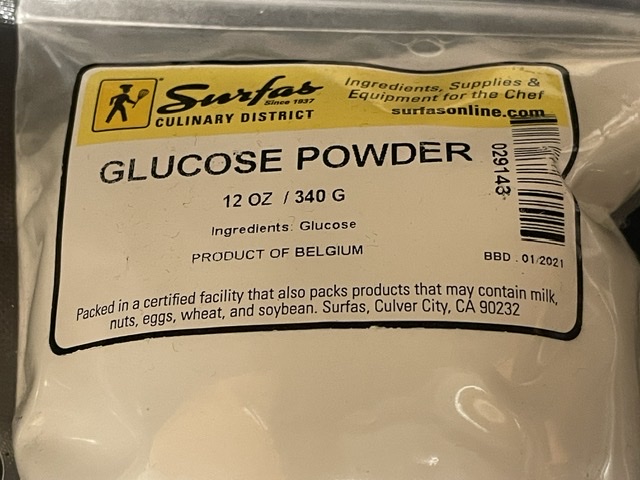 Surfas
Since 1937
CULINARY DISTRICT
Ingredients, Supplies &
Equipment for the Chef
surfasonline.com
GLUCOSE POWDER
029143
12 OZ / 340 G
Ingredients: Glucose
PRODUCT OF BELGIUM
BBD . 01/2021
Packed in a certified facility that also packs products that may contain milk,
nuts, eggs, wheat, and soybean. Surfas, Culver City, CA 90232